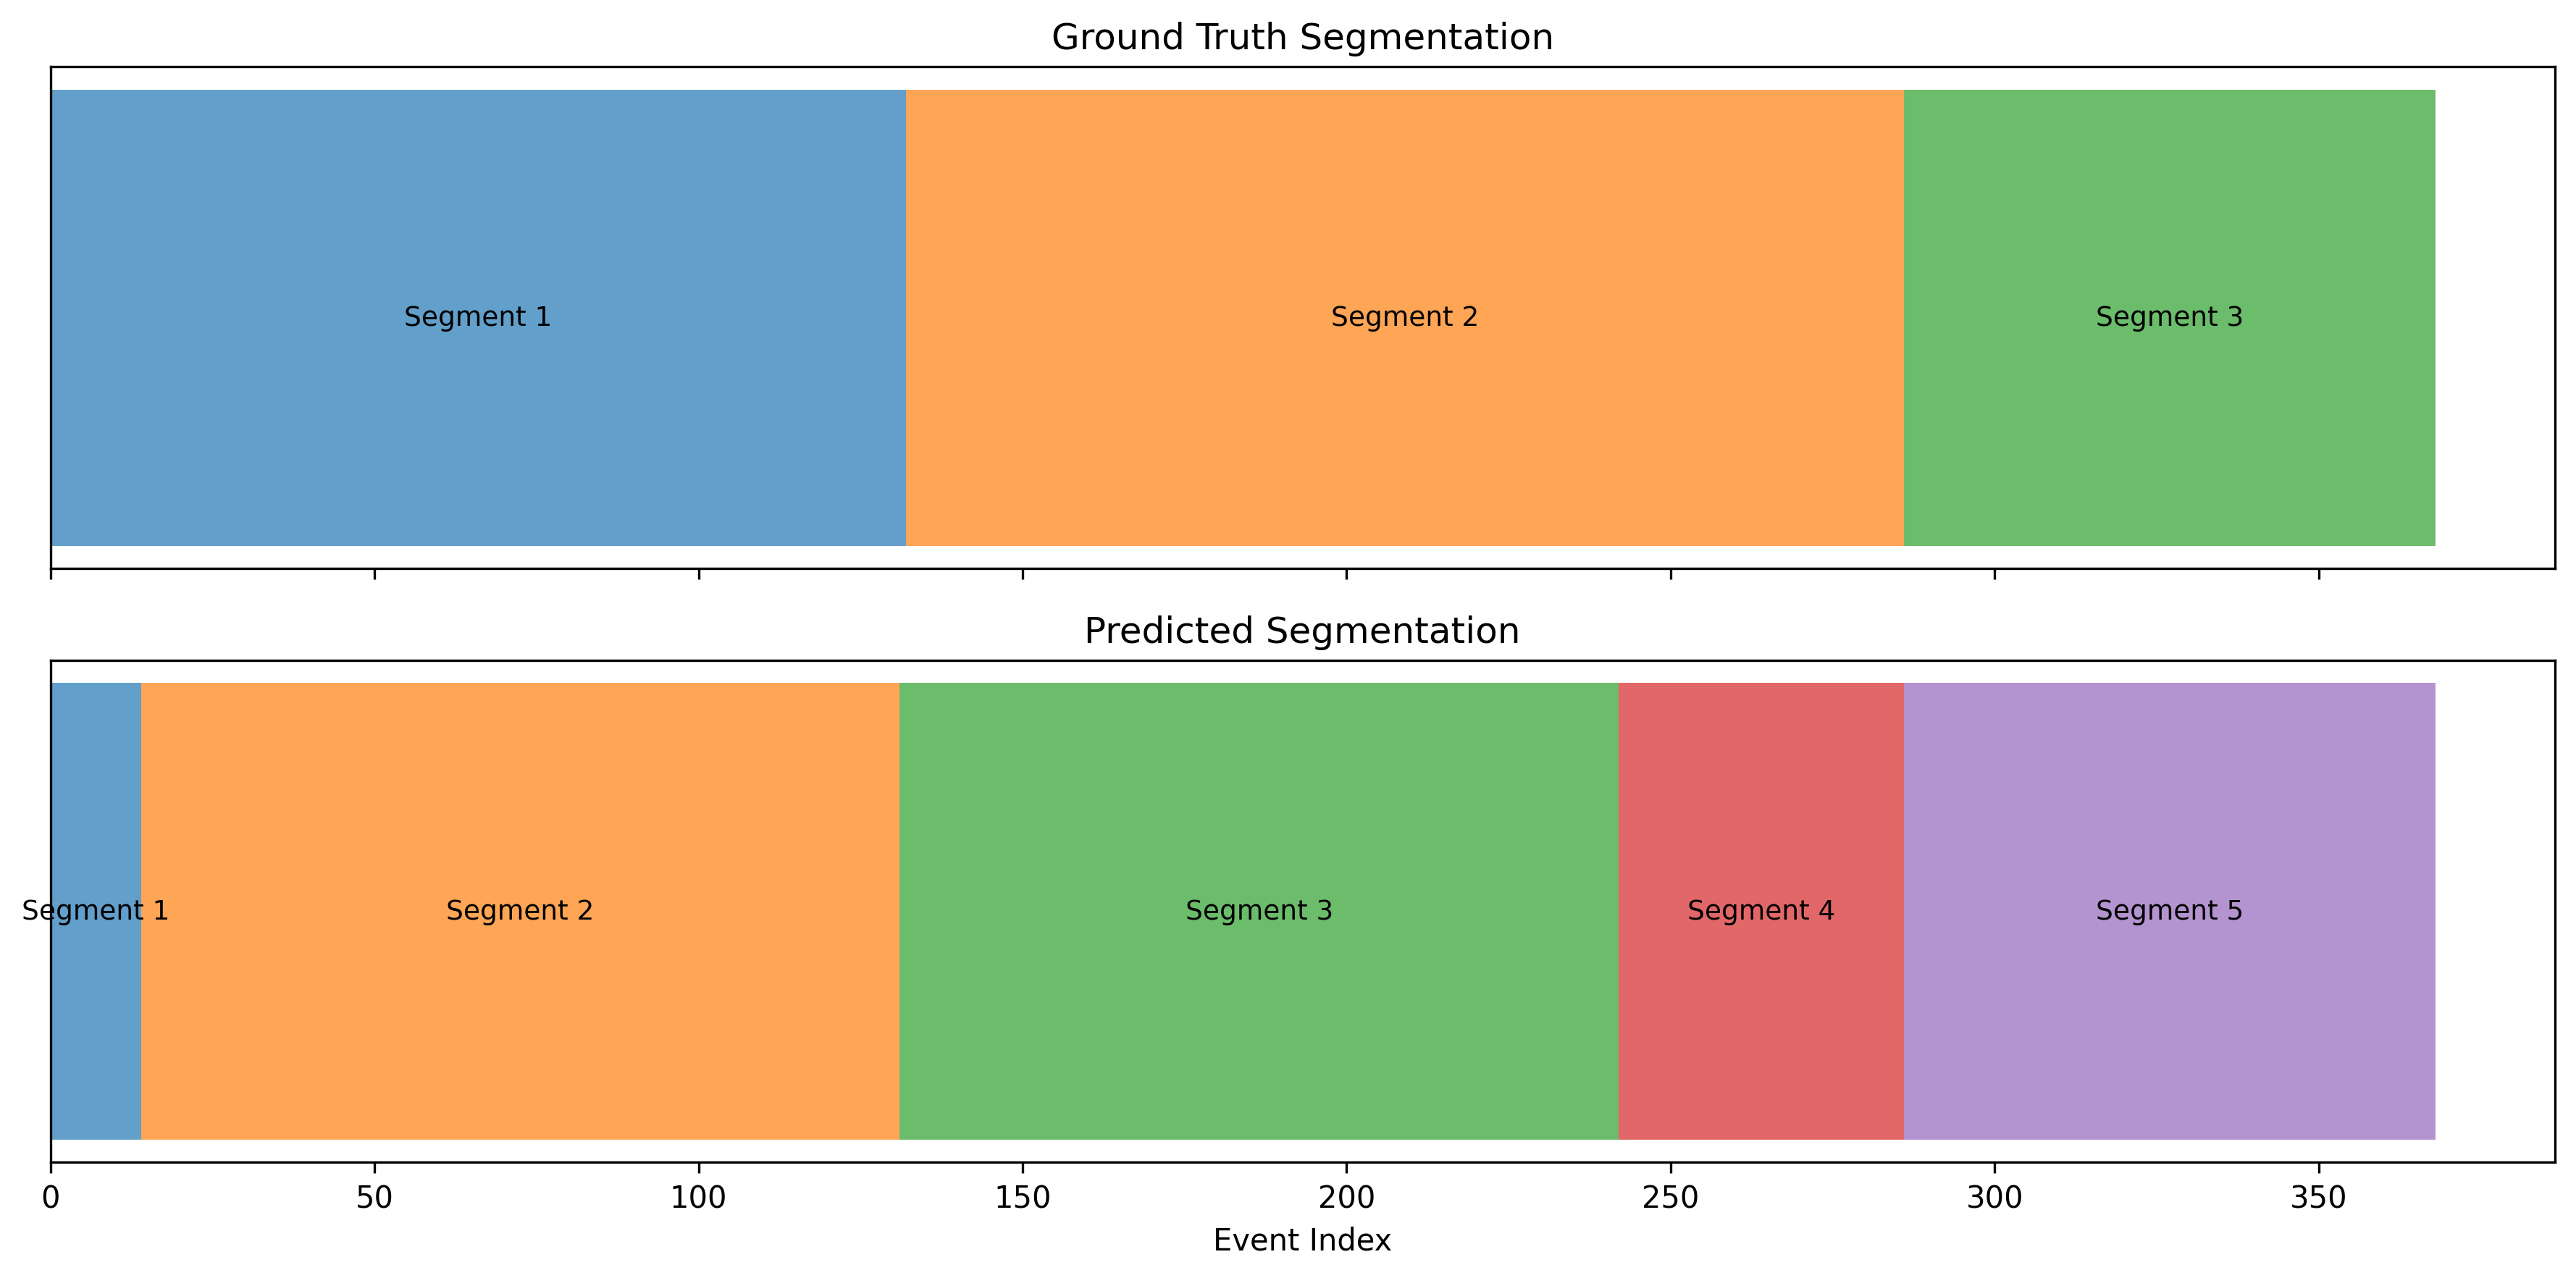 Ground Truth Segmentation
Segment 1 Segment 2 Segment 3
Predicted Segmentation
Segment 1 Segment 2 Segment 3 Segment 4 Segment 5
0 50 100 150 200 250 300 350
Event Index